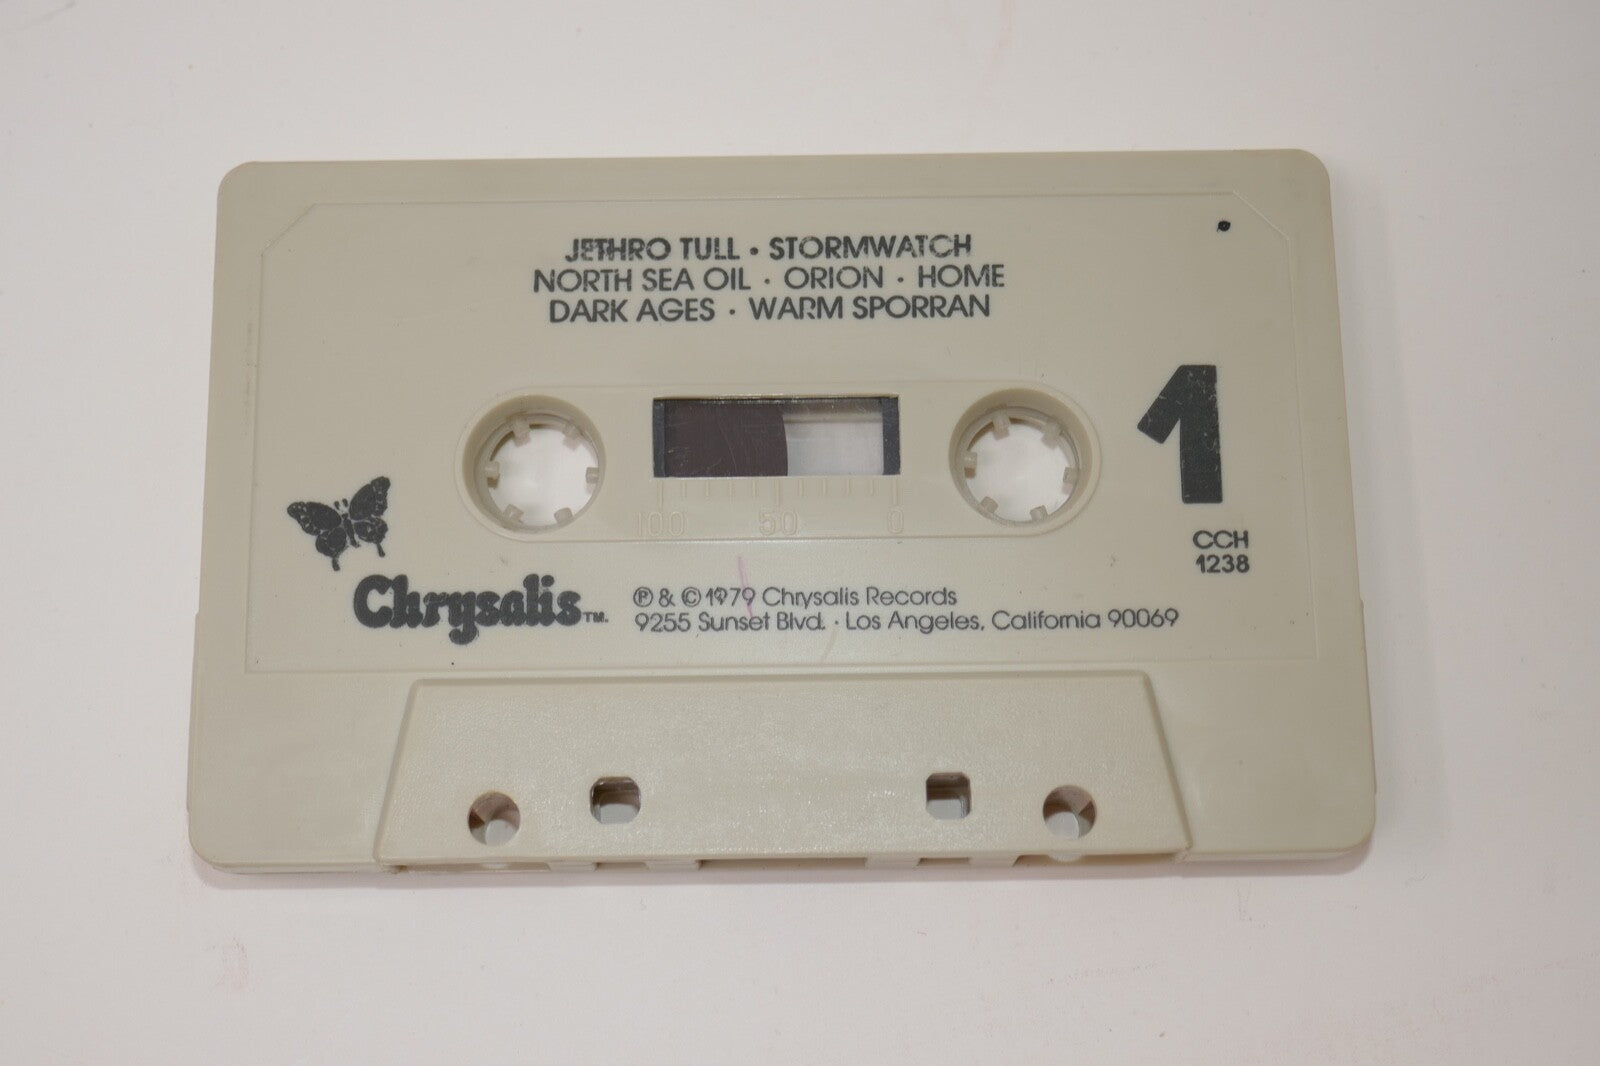 JETHRO TULL · STORMWATCH
NORTH SEA OIL · ORION · HOME
DARK AGES · WARM SPORRAN
1
100 50 0
CCH
1238
Chrysalis™
℗ & © 1979 Chrysalis Records
9255 Sunset Blvd. · Los Angeles, California 90069